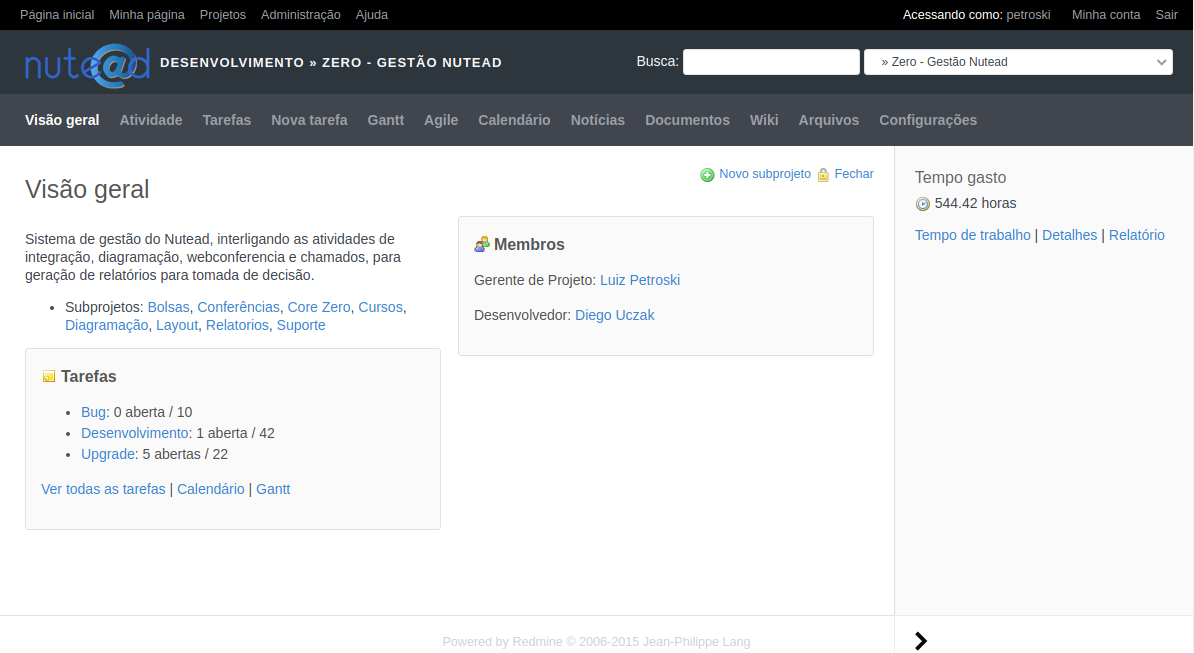 Página inicial Minha página Projetos Administração Ajuda
Acessando como: petroski Minha conta Sair
nute@d DESENVOLVIMENTO » ZERO - GESTÃO NUTEAD
Busca: » Zero - Gestão Nutead
Visão geral Atividade Tarefas Nova tarefa Gantt Agile Calendário Notícias Documentos Wiki Arquivos Configurações
Novo subprojeto Fechar
Visão geral
Sistema de gestão do Nutead, interligando as atividades de
integração, diagramação, webconferencia e chamados, para
geração de relatórios para tomada de decisão.
• Subprojetos: Bolsas, Conferências, Core Zero, Cursos,
Diagramação, Layout, Relatorios, Suporte
Tarefas
• Bug: 0 aberta / 10
• Desenvolvimento: 1 aberta / 42
• Upgrade: 5 abertas / 22
Ver todas as tarefas | Calendário | Gantt
Membros
Gerente de Projeto: Luiz Petroski
Desenvolvedor: Diego Uczak
Tempo gasto
544.42 horas
Tempo de trabalho | Detalhes | Relatório
Powered by Redmine © 2006-2015 Jean-Philippe Lang